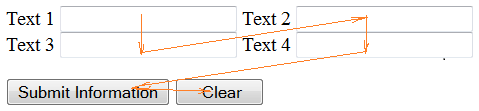 Text 1 Text 2
Text 3 Text 4
Submit Information Clear